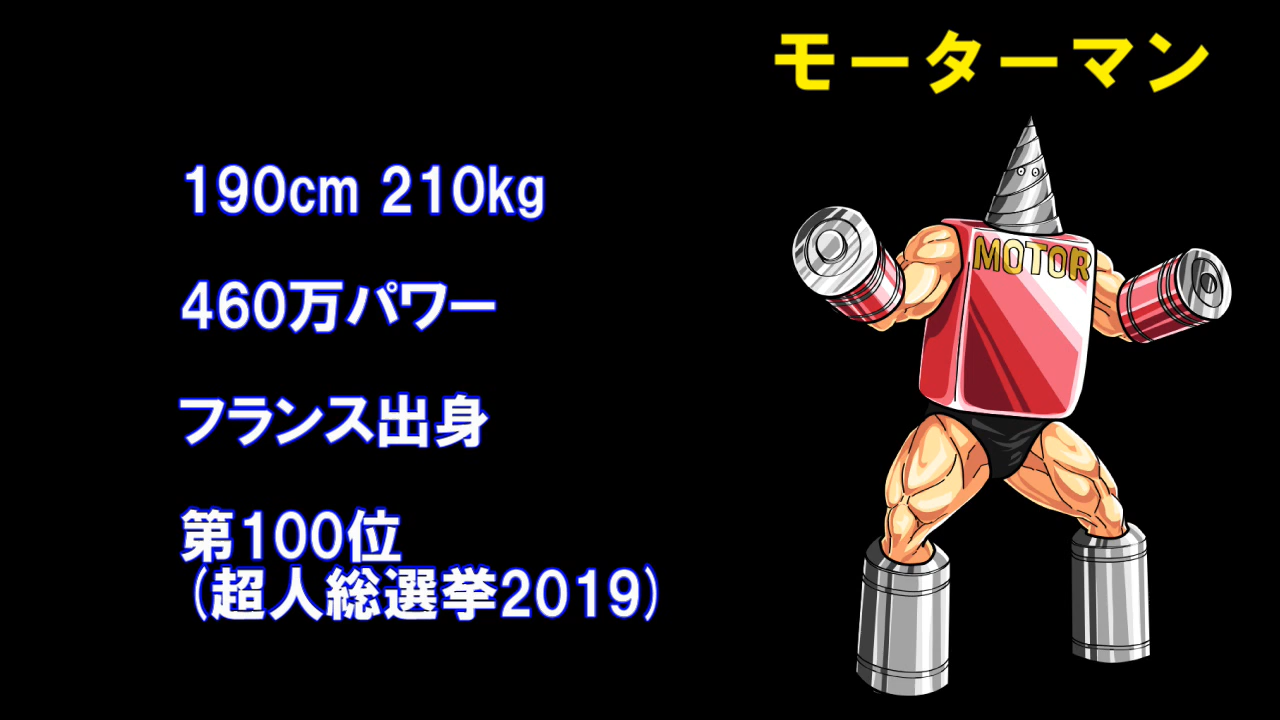 モーターマン
190cm 210kg
460万パワー
フランス出身
第100位
(超人総選挙2019)
MOTOR